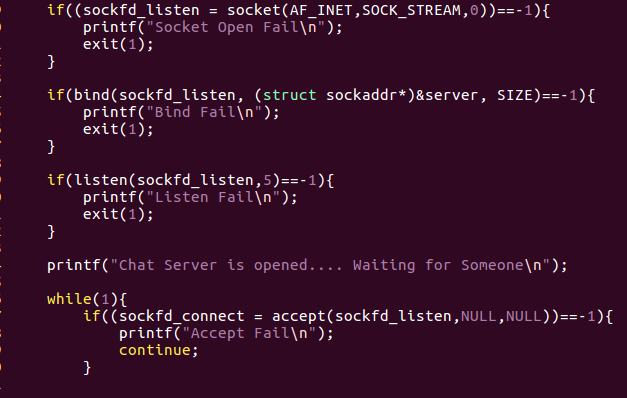 if((sockfd_listen = socket(AF_INET,SOCK_STREAM,0))==-1){
printf("Socket Open Fail\n");
exit(1);
}
if(bind(sockfd_listen, (struct sockaddr*)&server, SIZE)==-1){
printf("Bind Fail\n");
exit(1);
}
if(listen(sockfd_listen,5)==-1){
printf("Listen Fail\n");
exit(1);
}
printf("Chat Server is opened.... Waiting for Someone\n");
while(1){
if((sockfd_connect = accept(sockfd_listen,NULL,NULL))==-1){
printf("Accept Fail\n");
continue;
}